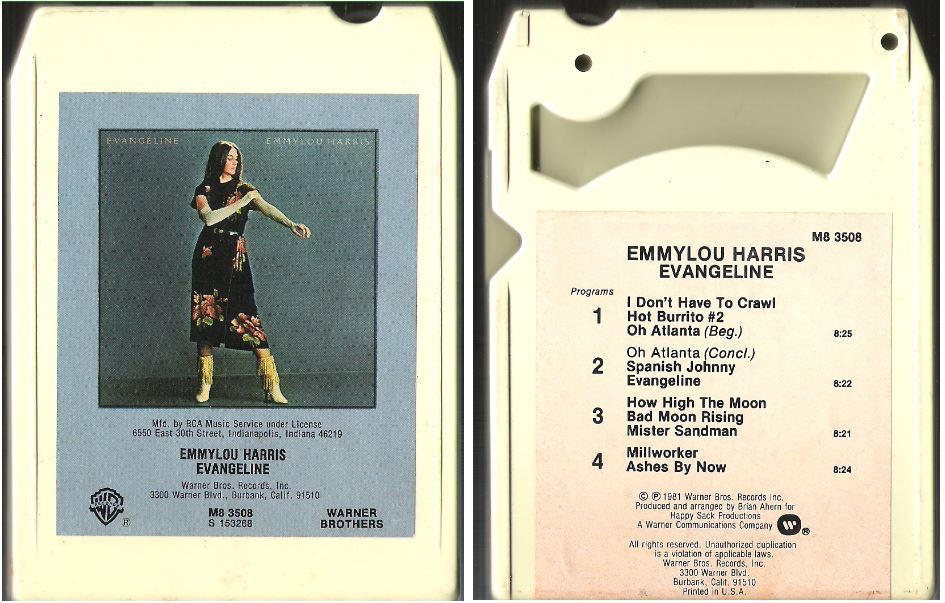 EVANGELINE EMMYLOU HARRIS
Mfd. by RCA Music Service under License
6550 East 30th Street, Indianapolis, Indiana 46219
EMMYLOU HARRIS
EVANGELINE
Warner Bros. Records, Inc.
3300 Warner Blvd., Burbank, Calif. 91510
M8 3508 WARNER
S 153268 BROTHERS
®
M8 3508
EMMYLOU HARRIS
EVANGELINE
Programs
1 I Don't Have To Crawl
Hot Burrito #2
Oh Atlanta (Beg.) 8:25
2 Oh Atlanta (Concl.)
Spanish Johnny
Evangeline 8:22
3 How High The Moon
Bad Moon Rising
Mister Sandman 8:21
4 Millworker
Ashes By Now 8:24
© ℗ 1981 Warner Bros. Records Inc.
Produced and arranged by Brian Ahern for
Happy Sack Productions
A Warner Communications Company ®
All rights reserved. Unauthorized duplication
is a violation of applicable laws.
Warner Bros. Records, Inc.
3300 Warner Blvd.
Burbank, Calif. 91510
Printed in U.S.A.